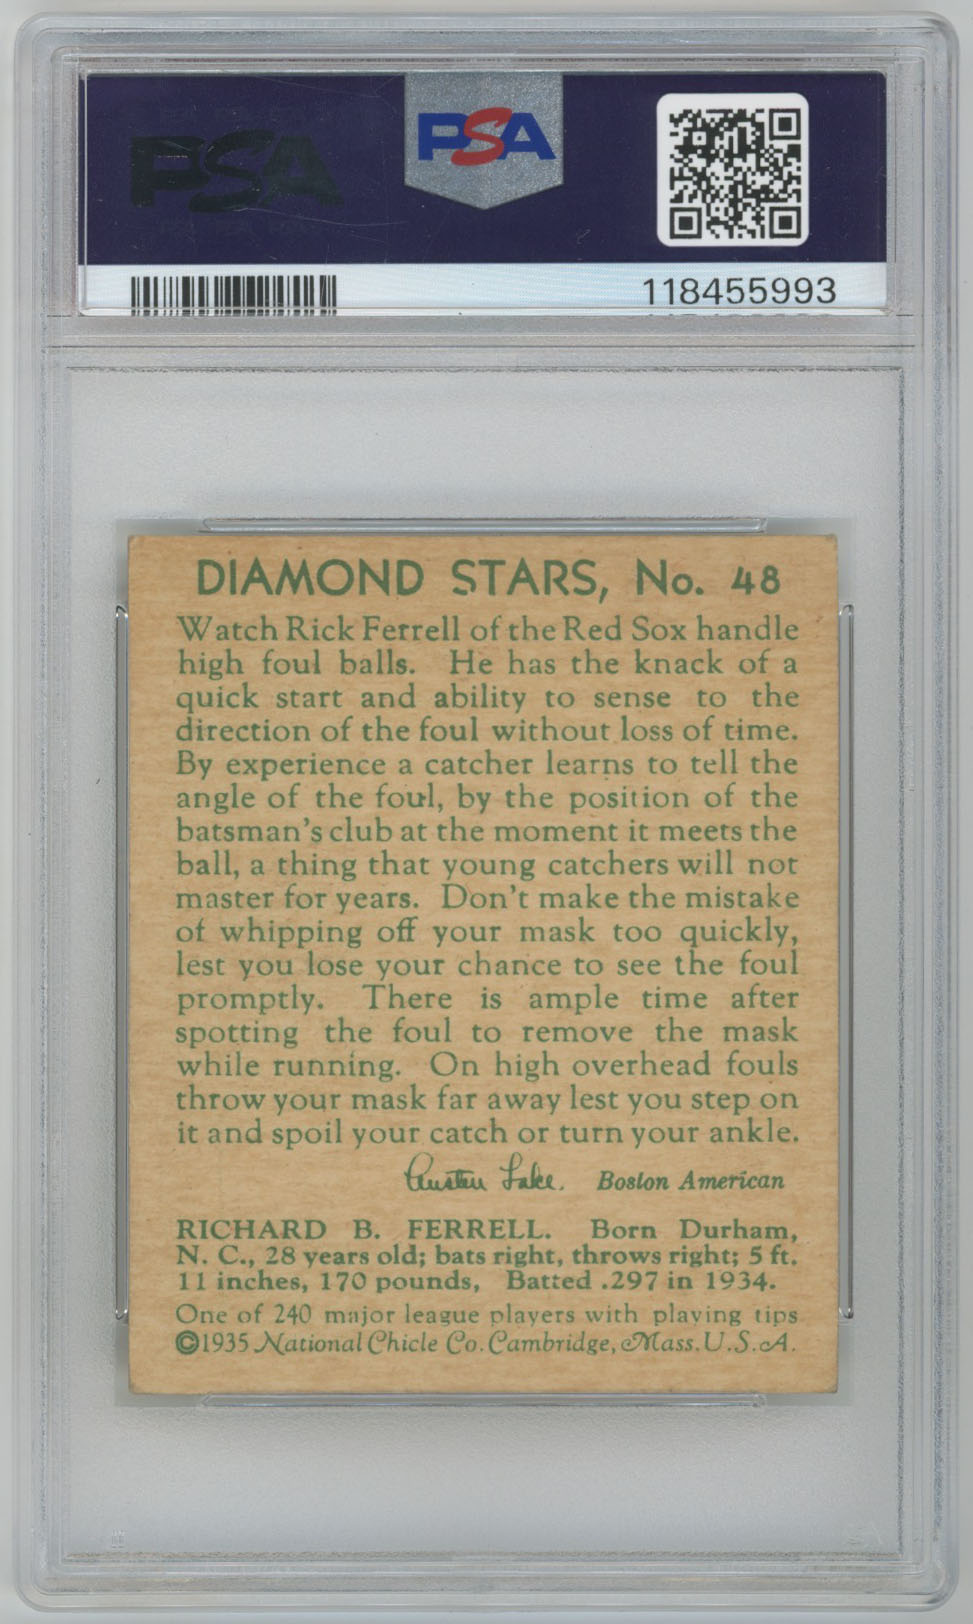 PSA
PSA
118455993
DIAMOND STARS, No. 48
Watch Rick Ferrell of the Red Sox handle
high foul balls. He has the knack of a
quick start and ability to sense to the
direction of the foul without loss of time.
By experience a catcher learns to tell the
angle of the foul, by the position of the
batsman's club at the moment it meets the
ball, a thing that young catchers will not
master for years. Don't make the mistake
of whipping off your mask too quickly,
lest you lose your chance to see the foul
promptly. There is ample time after
spotting the foul to remove the mask
while running. On high overhead fouls
throw your mask far away lest you step on
it and spoil your catch or turn your ankle.
Austen Lake. Boston American
RICHARD B. FERRELL. Born Durham,
N. C., 28 years old; bats right, throws right; 5 ft.
11 inches, 170 pounds, Batted .297 in 1934.
One of 240 major league players with playing tips
©1935 National Chicle Co. Cambridge, Mass. U.S.A.